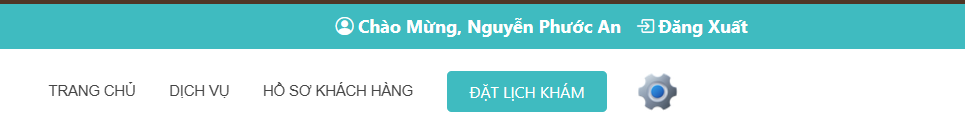 Chào Mừng, Nguyễn Phước An Đăng Xuất
TRANG CHỦ DỊCH VỤ HỒ SƠ KHÁCH HÀNG ĐẶT LỊCH KHÁM